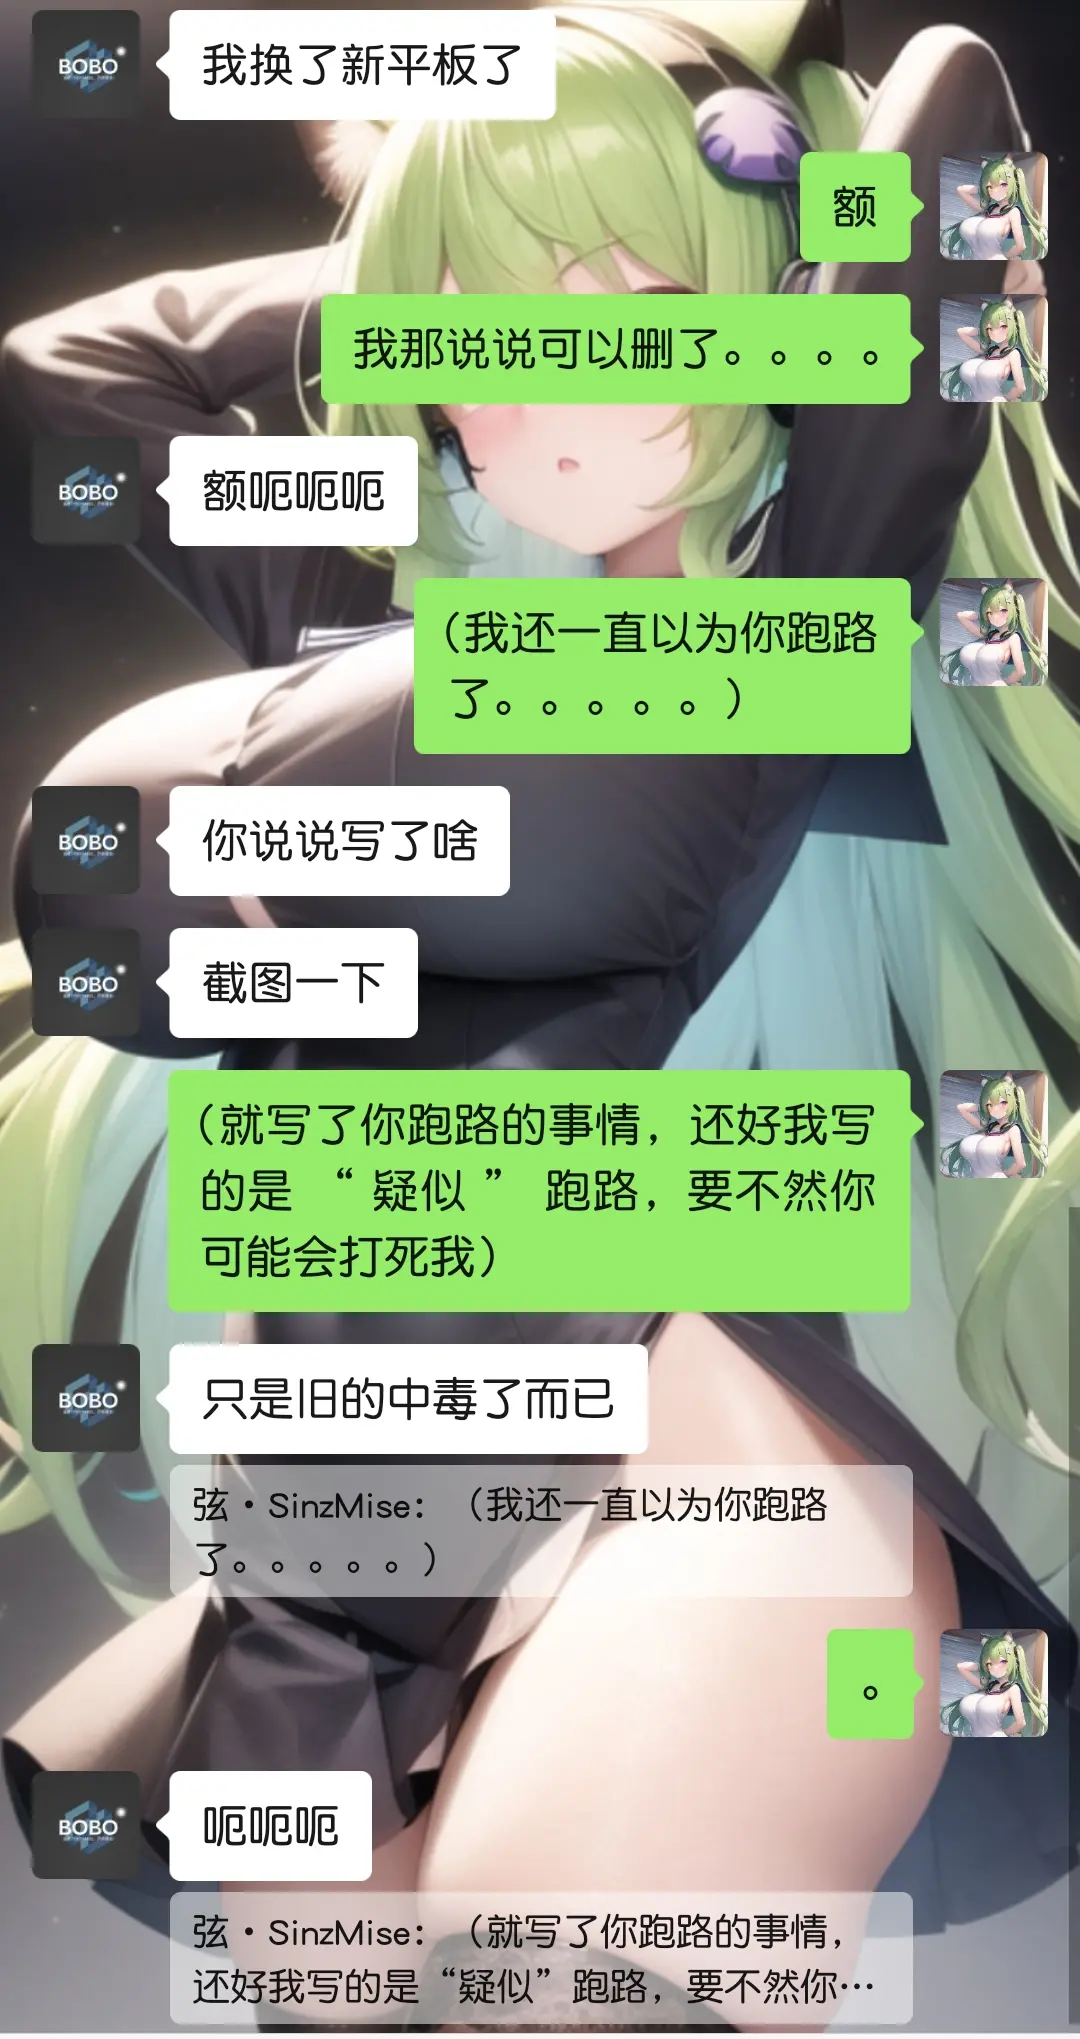 BOBO
我换了新平板了
额
我那说说可以删了。。。。
BOBO
额呃呃呃
（我还一直以为你跑路
了。。。。。）
BOBO
你说说写了啥
BOBO
截图一下
（就写了你跑路的事情，还好我写
的是 “ 疑似 ” 跑路，要不然你
可能会打死我）
BOBO
只是旧的中毒了而已
弦·SinzMise：（我还一直以为你跑路
了。。。。。）
。
BOBO
呃呃呃
弦·SinzMise：（就写了你跑路的事情，
还好我写的是“疑似”跑路，要不然你…